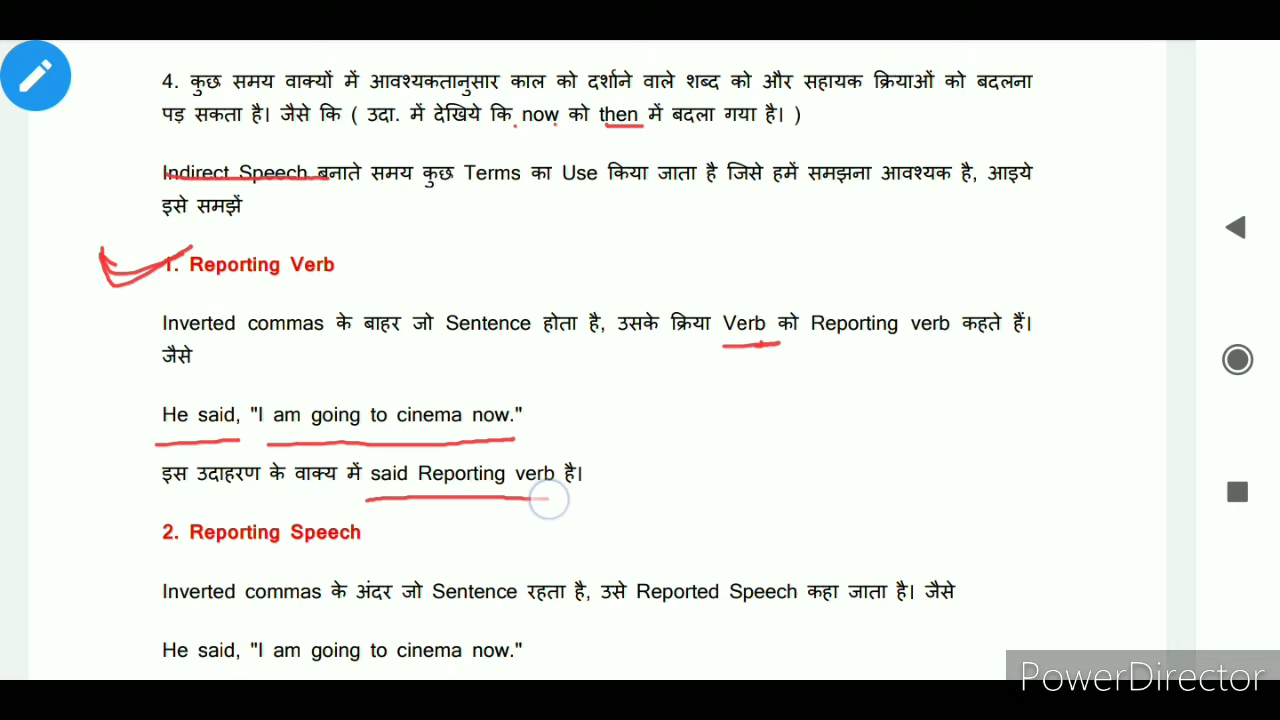 4. कुछ समय वाक्यों में आवश्यकतानुसार काल को दर्शाने वाले शब्द को और सहायक क्रियाओं को बदलना
पड़ सकता है। जैसे कि ( उदा. में देखिये कि now को then में बदला गया है। )
Indirect Speech बनाते समय कुछ Terms का Use किया जाता है जिसे हमें समझना आवश्यक है, आइये
इसे समझें
1. Reporting Verb
Inverted commas के बाहर जो Sentence होता है, उसके क्रिया Verb को Reporting verb कहते हैं।
जैसे
He said, "I am going to cinema now."
इस उदाहरण के वाक्य में said Reporting verb है।
2. Reporting Speech
Inverted commas के अंदर जो Sentence रहता है, उसे Reported Speech कहा जाता है। जैसे
He said, "I am going to cinema now."
PowerDirector